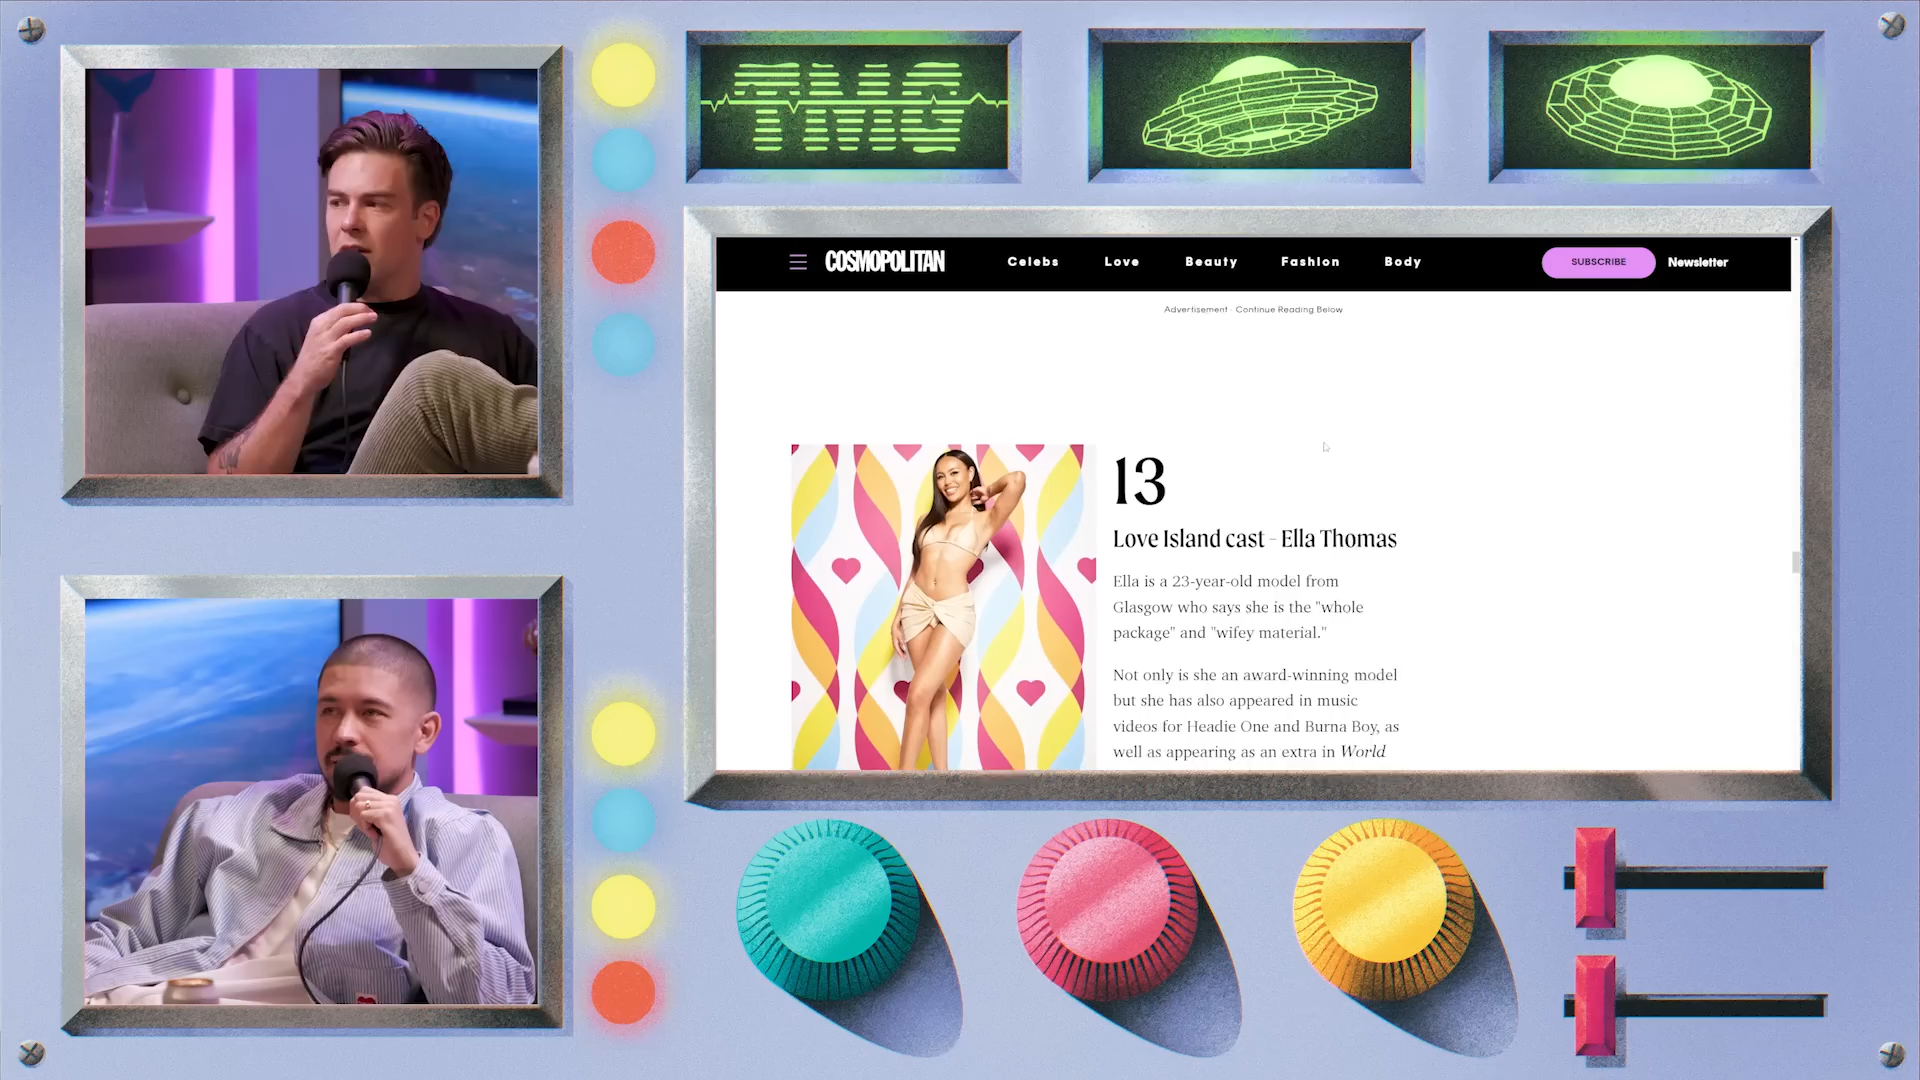 TMG
COSMOPOLITAN
Celebs
Love
Beauty
Fashion
Body
SUBSCRIBE
Newsletter
Advertisement - Continue Reading Below
13
Love Island cast - Ella Thomas
Ella is a 23-year-old model from
Glasgow who says she is the "whole
package" and "wifey material."
Not only is she an award-winning model
but she has also appeared in music
videos for Headie One and Burna Boy, as
well as appearing as an extra in World